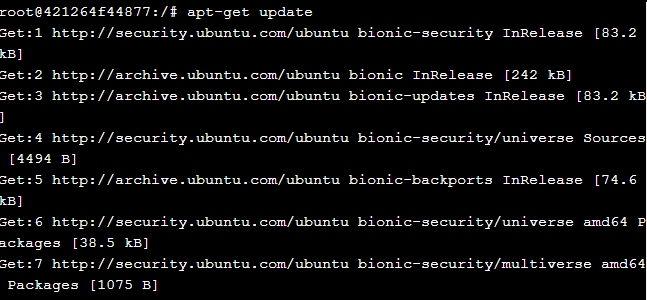 root@421264f44877:/# apt-get update
Get:1 http://security.ubuntu.com/ubuntu bionic-security InRelease [83.2
kB]
Get:2 http://archive.ubuntu.com/ubuntu bionic InRelease [242 kB]
Get:3 http://archive.ubuntu.com/ubuntu bionic-updates InRelease [83.2 kB
]
Get:4 http://security.ubuntu.com/ubuntu bionic-security/universe Sources
 [4494 B]
Get:5 http://archive.ubuntu.com/ubuntu bionic-backports InRelease [74.6
kB]
Get:6 http://security.ubuntu.com/ubuntu bionic-security/universe amd64 P
ackages [38.5 kB]
Get:7 http://security.ubuntu.com/ubuntu bionic-security/multiverse amd64
 Packages [1075 B]